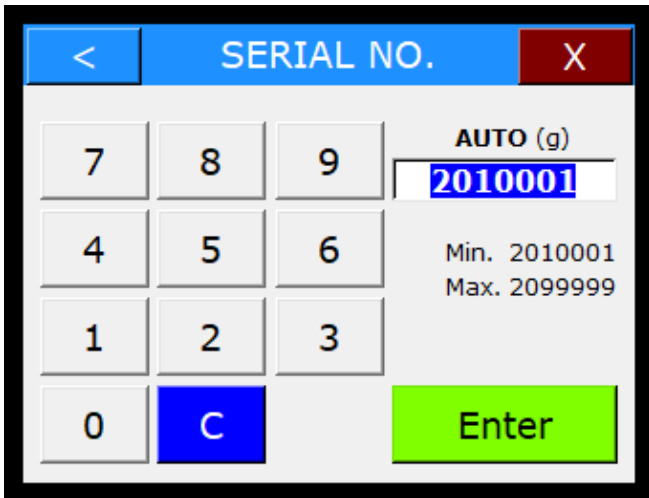 < SERIAL NO. X
AUTO (g)
7 8 9 2010001
4 5 6 Min. 2010001
Max. 2099999
1 2 3
0 C Enter